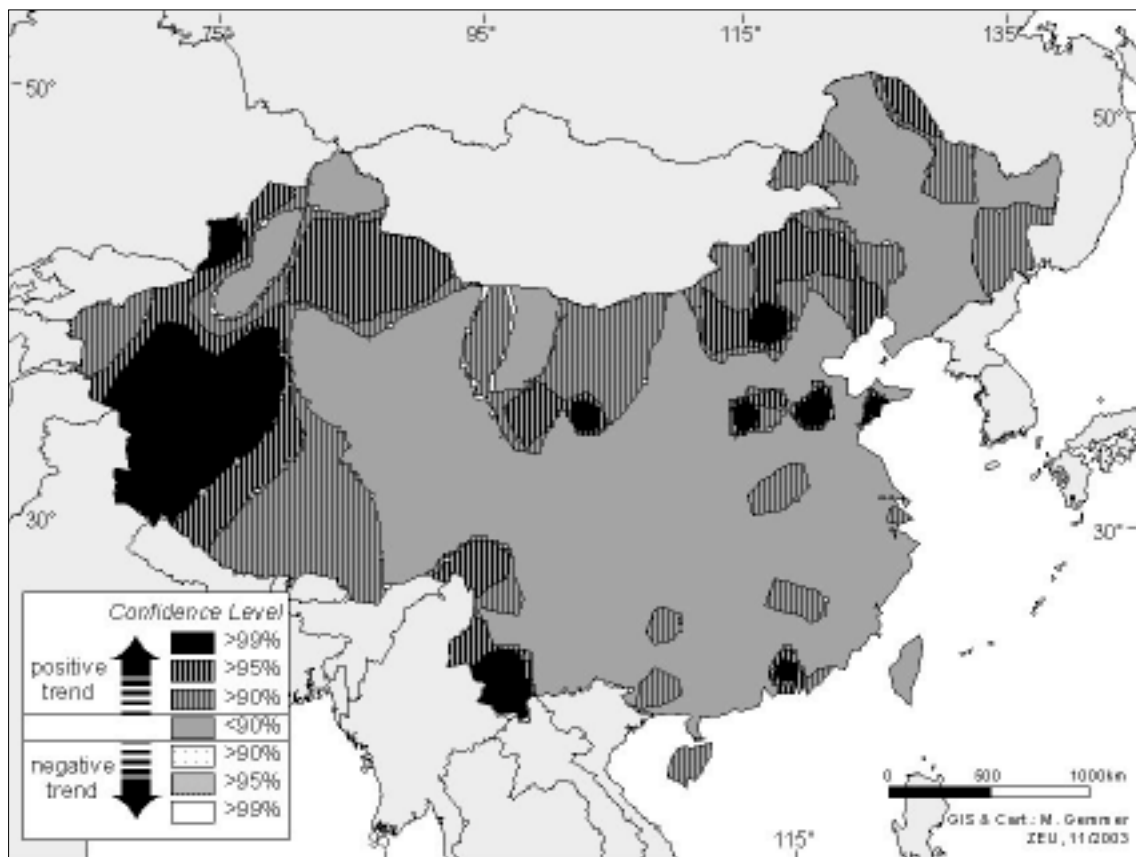 75° 95° 115° 135°
50° 50°
30° 30°
Confidence Level
positive trend
>99%
>95%
>90%
<90%
negative trend
>90%
>95%
>99%
0 500 1000km
GIS & Cart.: M. Gemmer
ZEU, 11/2003
95° 115°